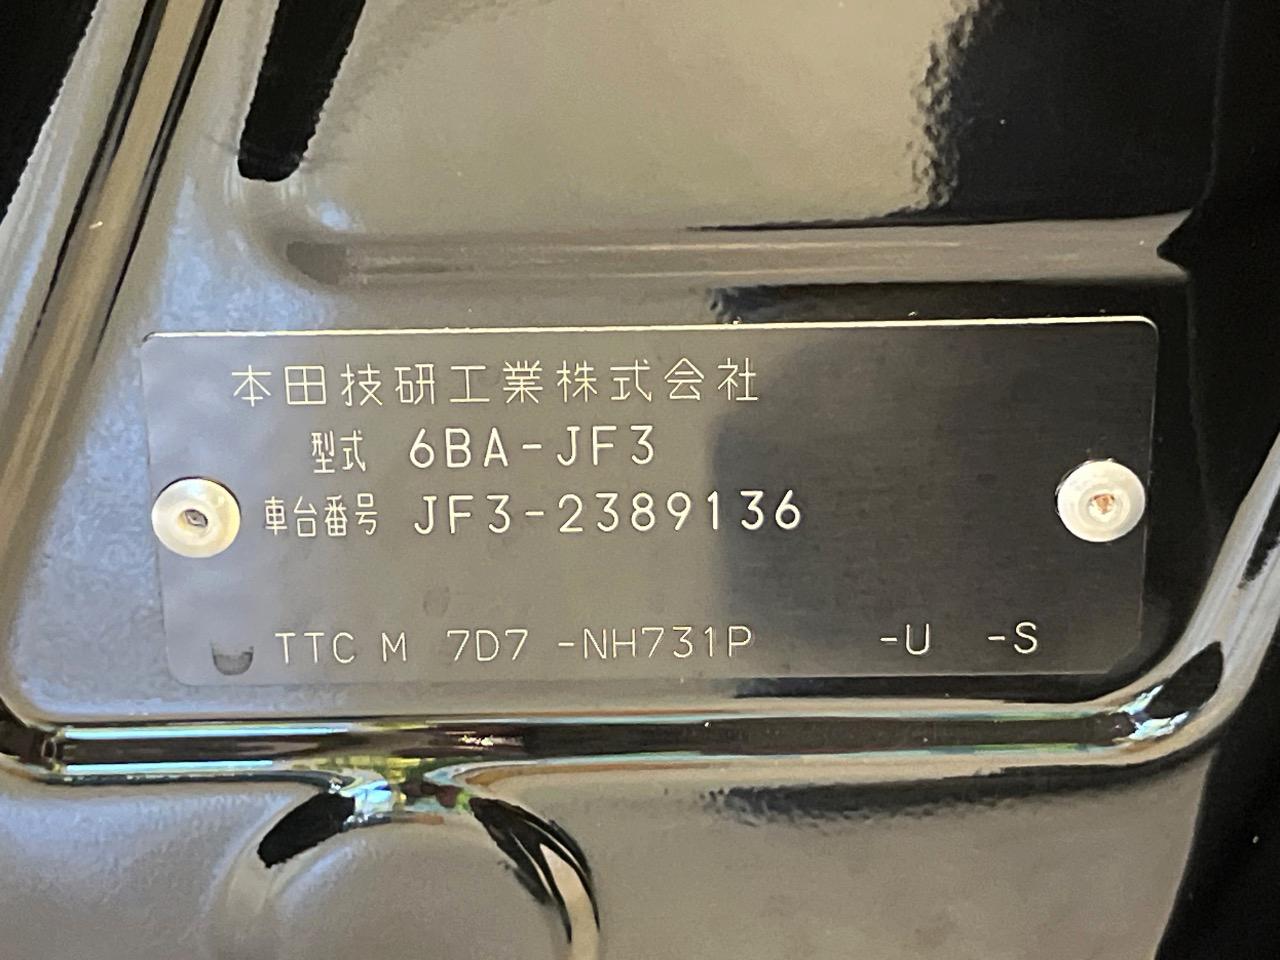 本田技研工業株式会社
型式 6BA-JF3
車台番号 JF3-2389136
TTC M 7D7 -NH731P -U -S